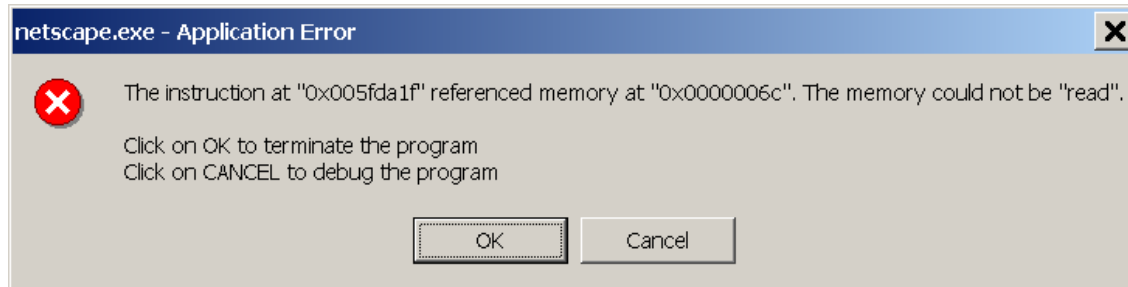 netscape.exe - Application Error
The instruction at "0x005fda1f" referenced memory at "0x0000006c". The memory could not be "read".
Click on OK to terminate the program
Click on CANCEL to debug the program
OK
Cancel